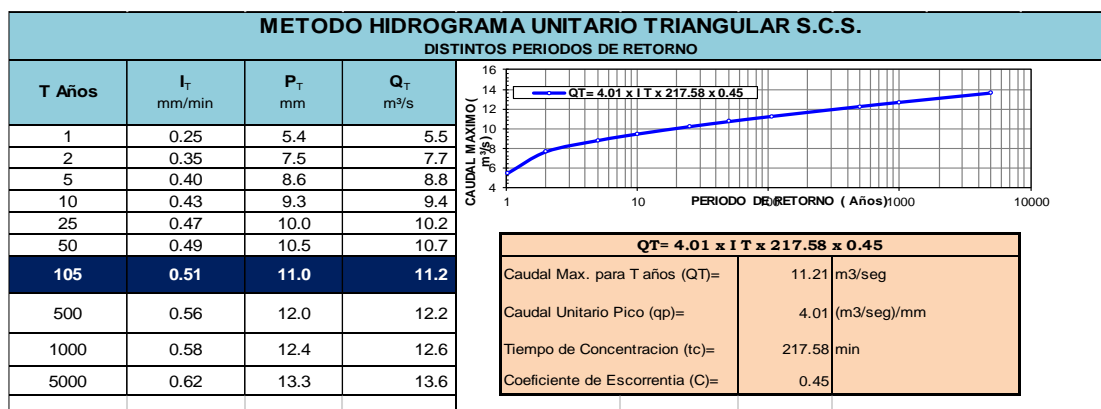 METODO HIDROGRAMA UNITARIO TRIANGULAR S.C.S.
DISTINTOS PERIODOS DE RETORNO
T Años IT PT QT
mm/min mm m³/s
1 0.25 5.4 5.5
2 0.35 7.5 7.7
5 0.40 8.6 8.8
10 0.43 9.3 9.4
25 0.47 10.0 10.2
50 0.49 10.5 10.7
105 0.51 11.0 11.2
500 0.56 12.0 12.2
1000 0.58 12.4 12.6
5000 0.62 13.3 13.6
CAUDAL MAXIMO(
m³/s)
16
14
12
10
8
6
4
QT= 4.01 x I T x 217.58 x 0.45
1 10 100 1000 10000
PERIODO DE RETORNO ( Años)
QT= 4.01 x I T x 217.58 x 0.45
Caudal Max. para T años (QT)= 11.21 m3/seg
Caudal Unitario Pico (qp)= 4.01 (m3/seg)/mm
Tiempo de Concentracion (tc)= 217.58 min
Coeficiente de Escorrentia (C)= 0.45